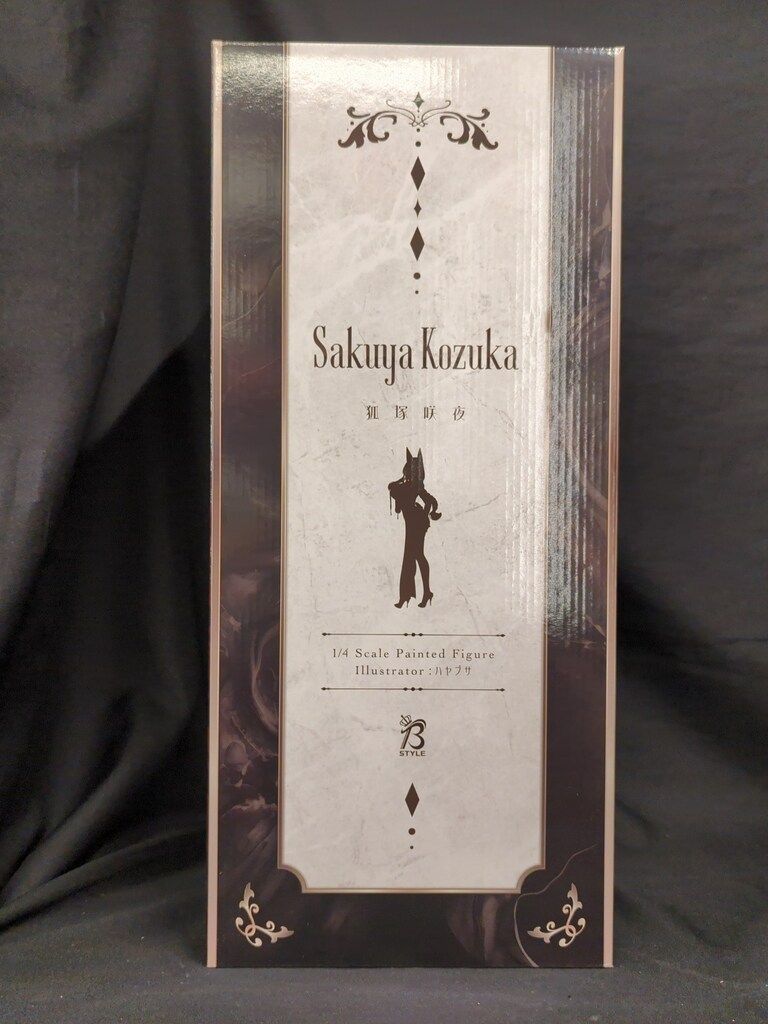 Sakuya Kozuka
狐塚咲夜
1/4 Scale Painted Figure
Illustrator : ハヤブサ
B
STYLE